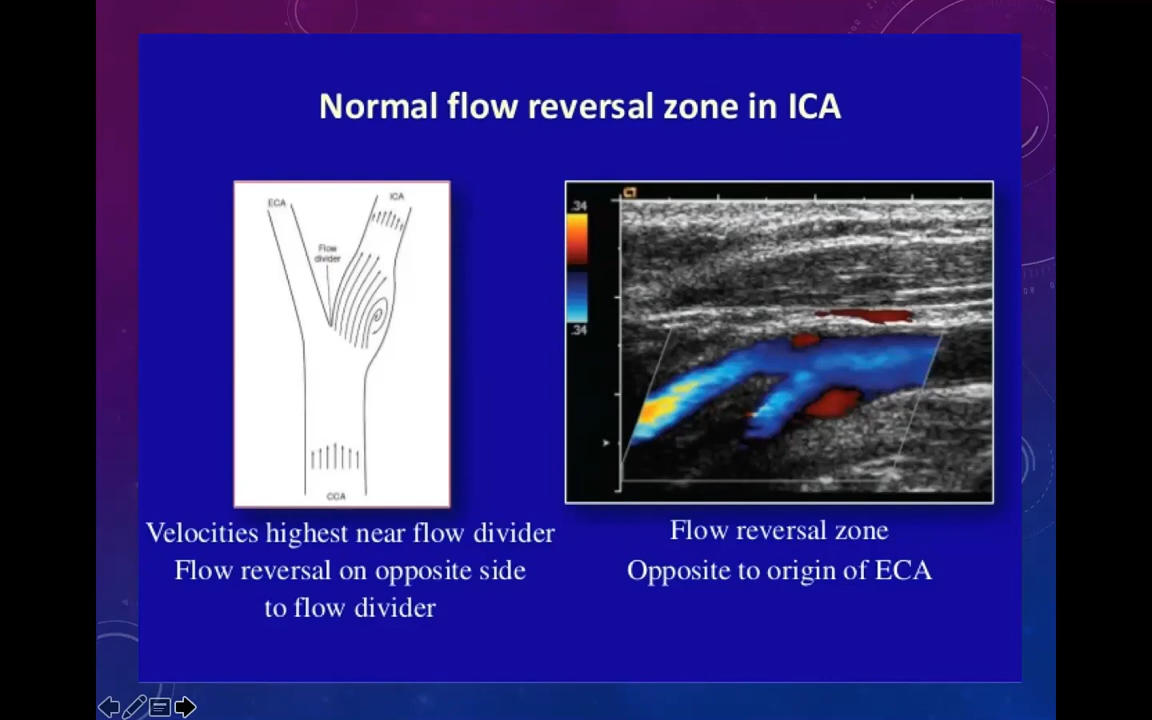 Normal flow reversal zone in ICA
ECA
ICA
Flow
divider
CCA
.34
.34
Velocities highest near flow divider
Flow reversal on opposite side
to flow divider
Flow reversal zone
Opposite to origin of ECA